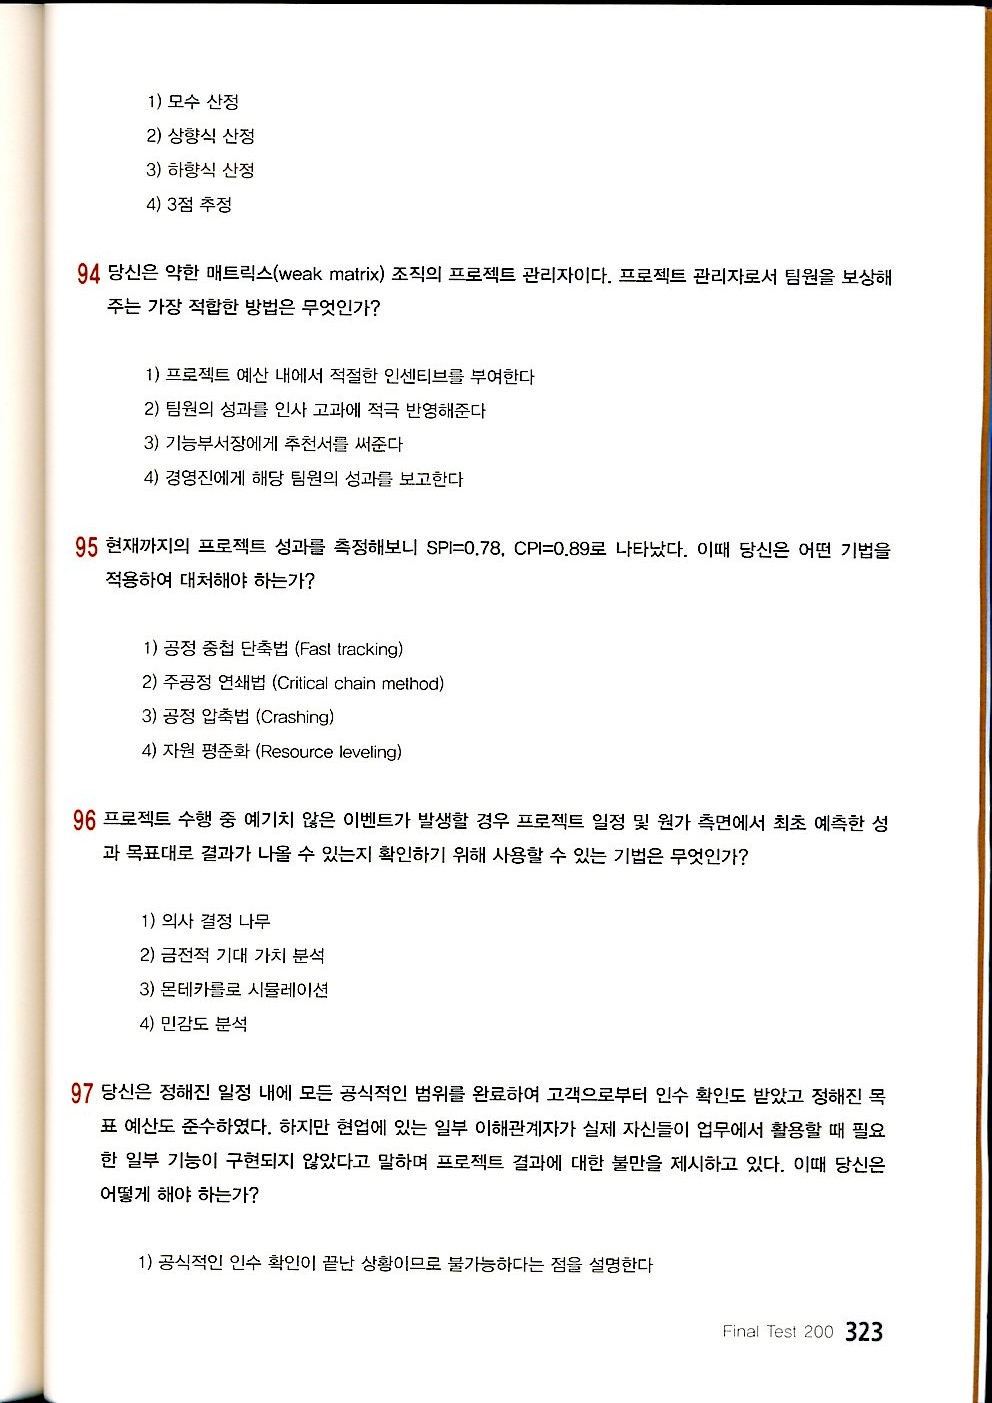 1) 모수 산정
2) 상향식 산정
3) 하향식 산정
4) 3점 추정
94 당신은 약한 매트릭스(weak matrix) 조직의 프로젝트 관리자이다. 프로젝트 관리자로서 팀원을 보상해
주는 가장 적합한 방법은 무엇인가?
1) 프로젝트 예산 내에서 적절한 인센티브를 부여한다
2) 팀원의 성과를 인사 고과에 적극 반영해준다
3) 기능부서장에게 추천서를 써준다
4) 경영진에게 해당 팀원의 성과를 보고한다
95 현재까지의 프로젝트 성과를 측정해보니 SPI=0.78, CPI=0.89로 나타났다. 이때 당신은 어떤 기법을
적용하여 대처해야 하는가?
1) 공정 중첩 단축법 (Fast tracking)
2) 주공정 연쇄법 (Critical chain method)
3) 공정 압축법 (Crashing)
4) 자원 평준화 (Resource leveling)
96 프로젝트 수행 중 예기치 않은 이벤트가 발생할 경우 프로젝트 일정 및 원가 측면에서 최초 예측한 성
과 목표대로 결과가 나올 수 있는지 확인하기 위해 사용할 수 있는 기법은 무엇인가?
1) 의사 결정 나무
2) 금전적 기대 가치 분석
3) 몬테카를로 시뮬레이션
4) 민감도 분석
97 당신은 정해진 일정 내에 모든 공식적인 범위를 완료하여 고객으로부터 인수 확인도 받았고 정해진 목
표 예산도 준수하였다. 하지만 현업에 있는 일부 이해관계자가 실제 자신들이 업무에서 활용할 때 필요
한 일부 기능이 구현되지 않았다고 말하며 프로젝트 결과에 대한 불만을 제시하고 있다. 이때 당신은
어떻게 해야 하는가?
1) 공식적인 인수 확인이 끝난 상황이므로 불가능하다는 점을 설명한다
Final Test 200 323